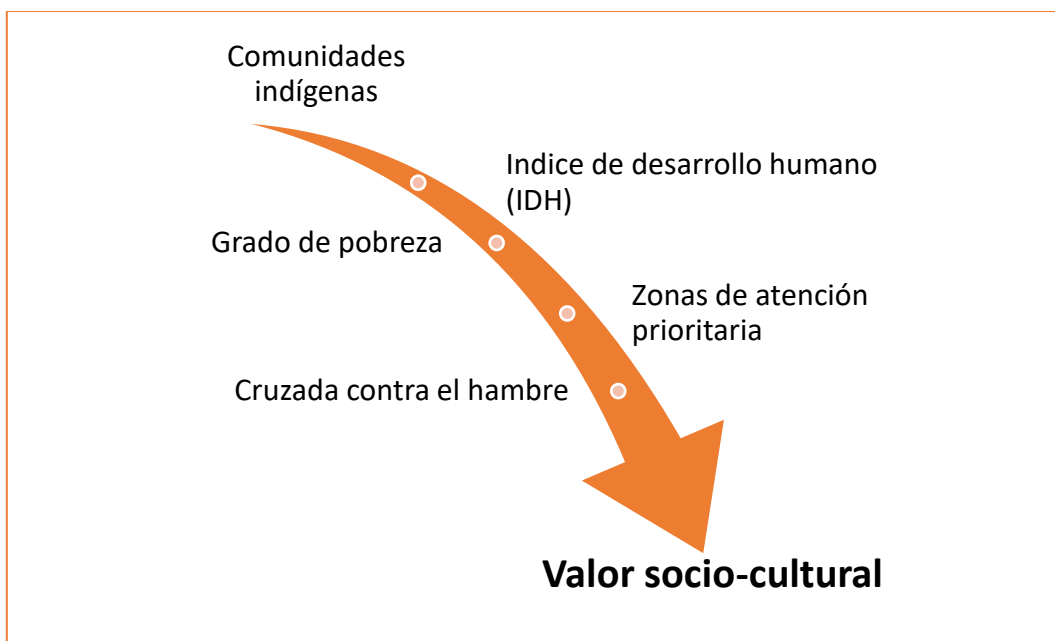 Comunidades
indígenas
Indice de desarrollo humano
(IDH)
Grado de pobreza
Zonas de atención
prioritaria
Cruzada contra el hambre
Valor socio-cultural